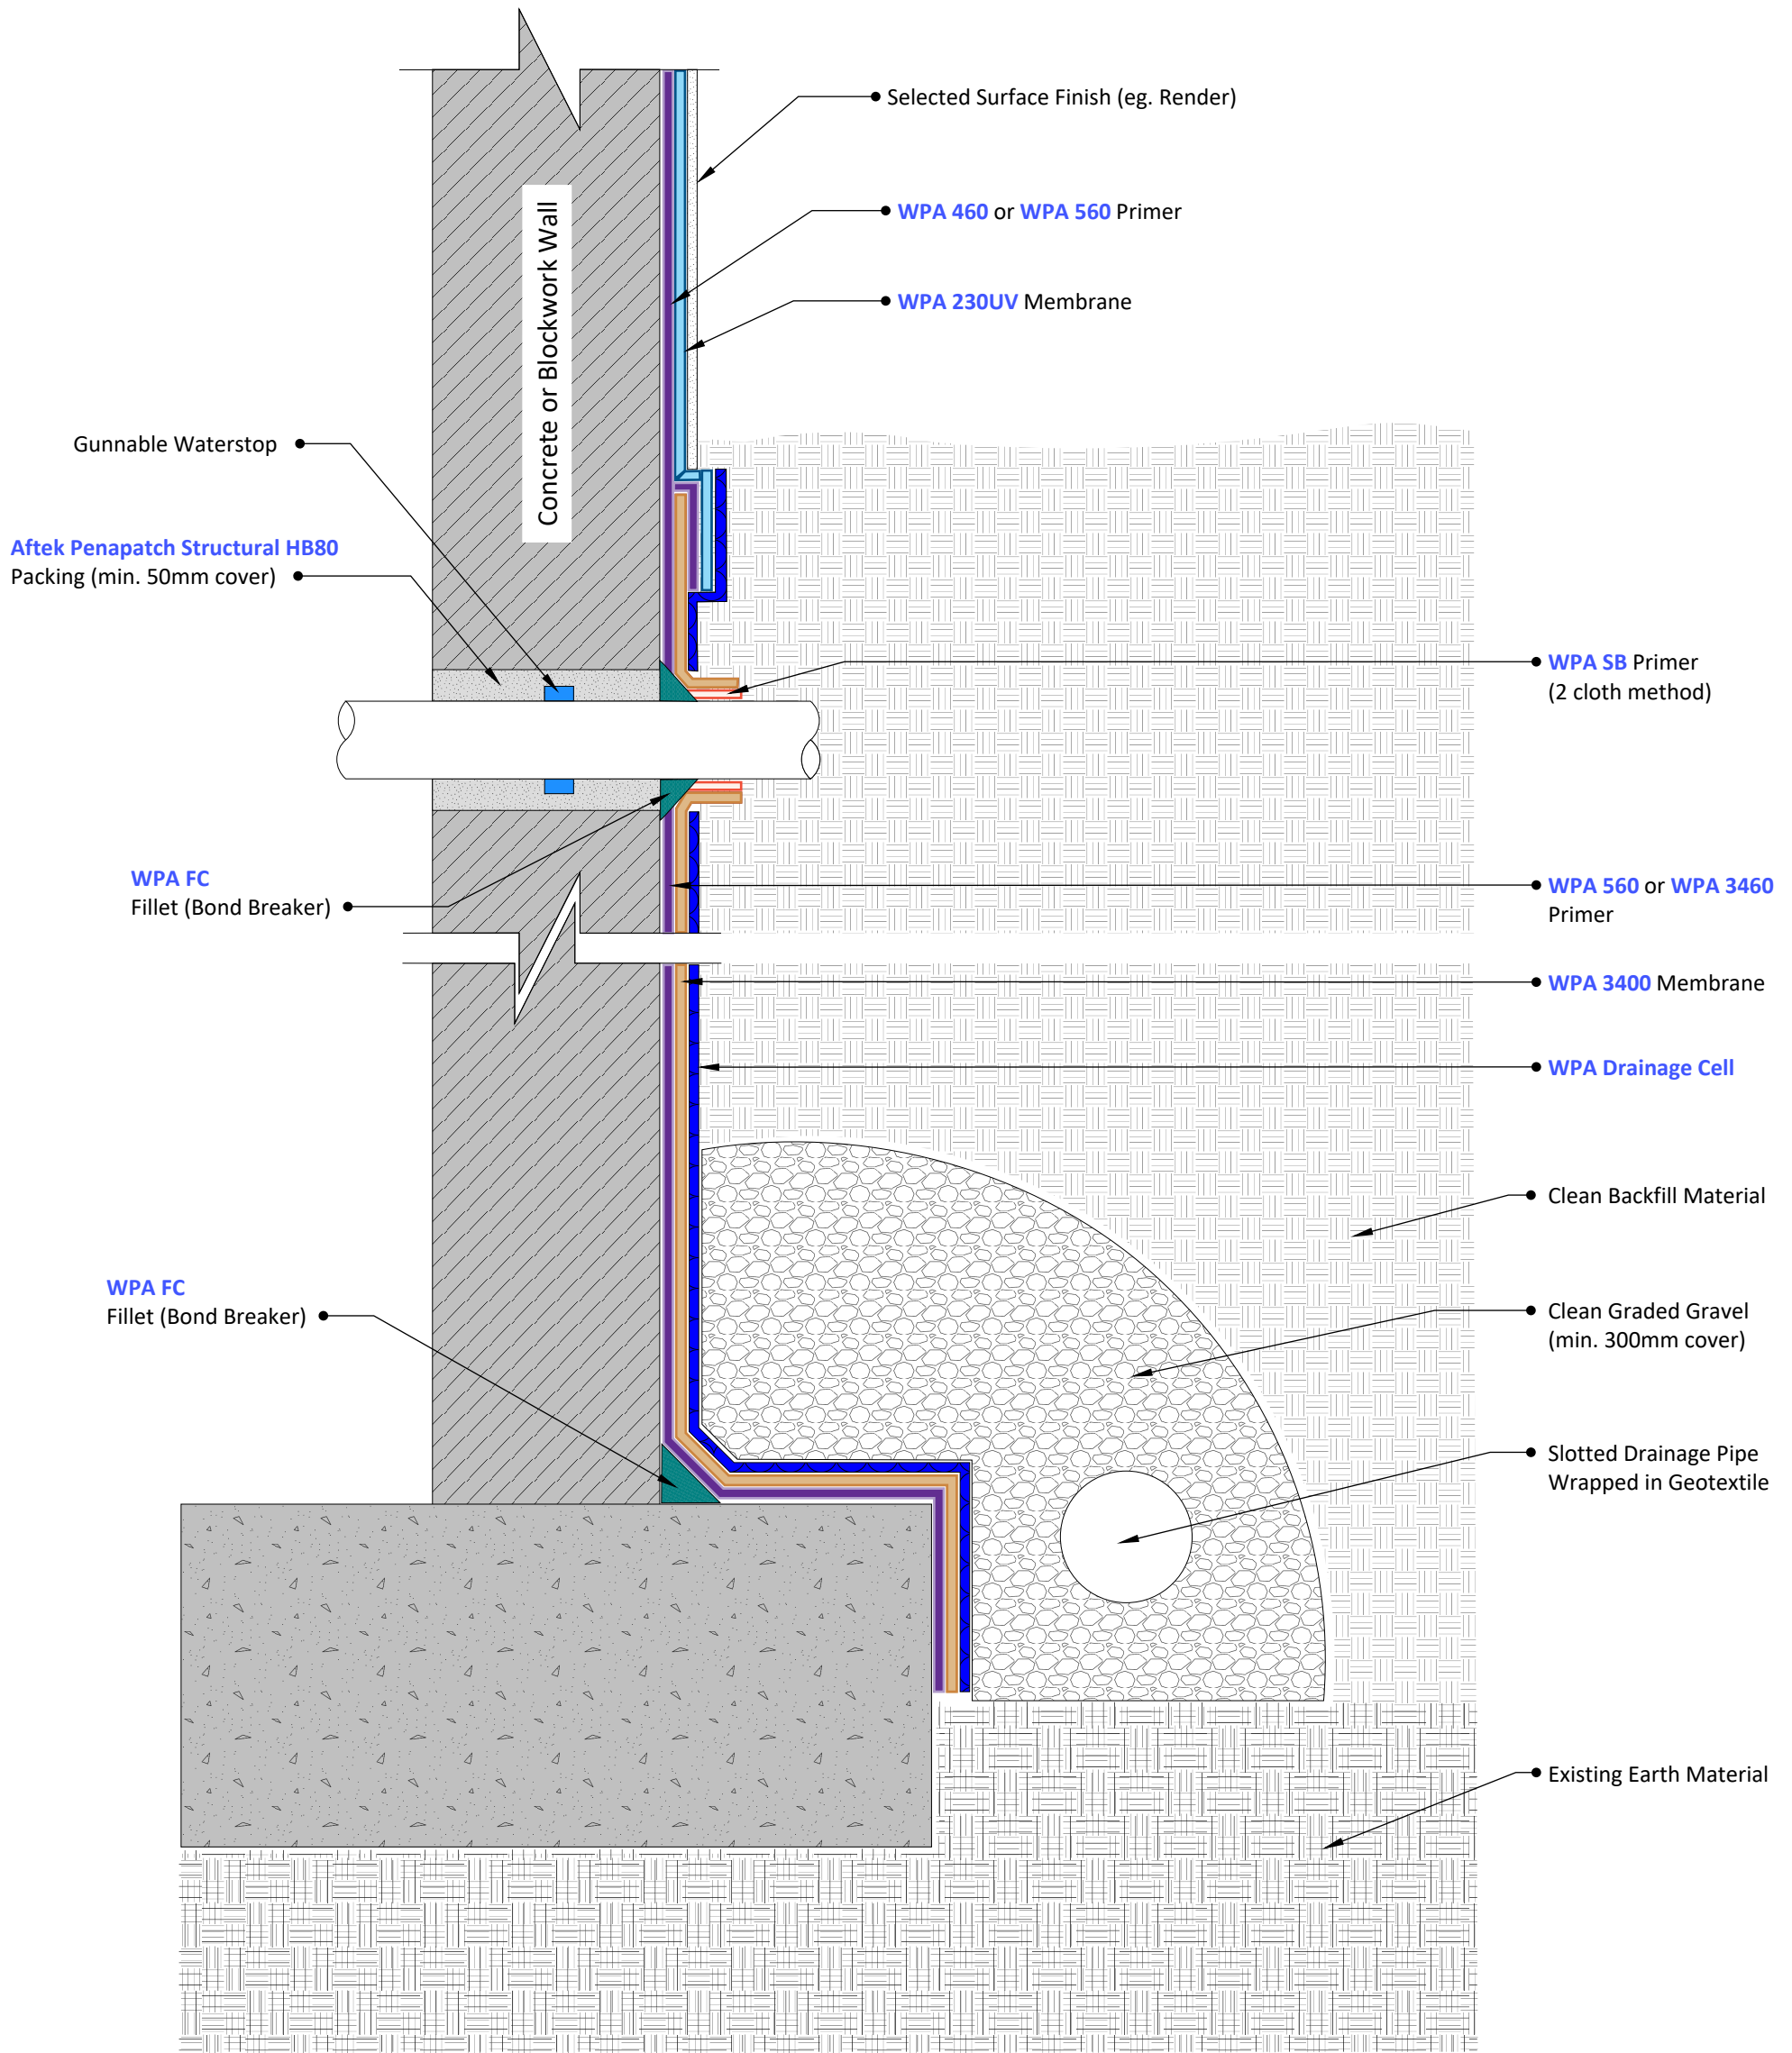 Selected Surface Finish (eg. Render)
WPA 460 or WPA 560 Primer
WPA 230UV Membrane
Concrete or Blockwork Wall
Gunnable Waterstop
Aftek Penapatch Structural HB80
Packing (min. 50mm cover)
WPA SB Primer
(2 cloth method)
WPA FC
Fillet (Bond Breaker)
WPA 560 or WPA 3460
Primer
WPA 3400 Membrane
WPA Drainage Cell
Clean Backfill Material
WPA FC
Fillet (Bond Breaker)
Clean Graded Gravel
(min. 300mm cover)
Slotted Drainage Pipe
Wrapped in Geotextile
Existing Earth Material